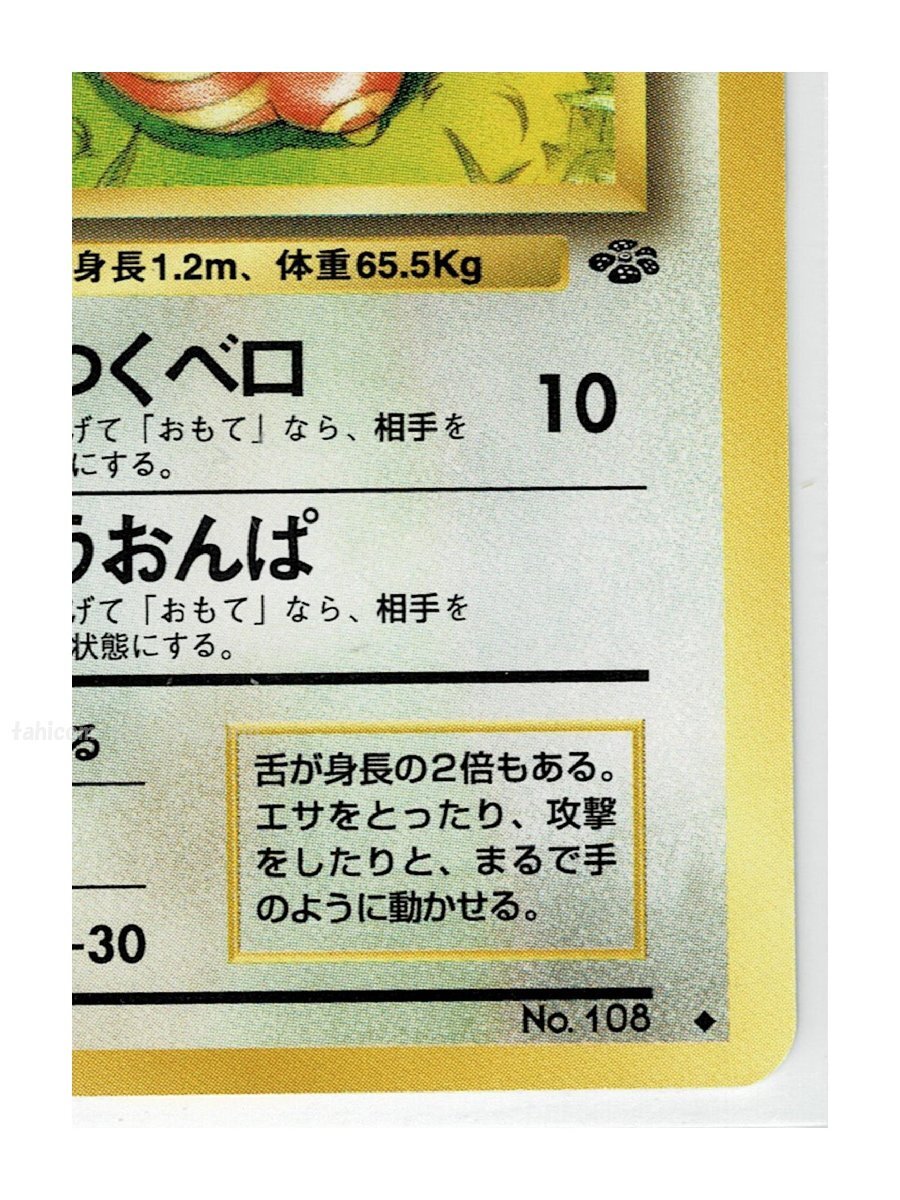 身長1.2m、体重65.5Kg
つくベロ
10
げて「おもて」なら、相手を
にする。
うおんぱ
げて「おもて」なら、相手を
状態にする。
る
舌が身長の2倍もある。
エサをとったり、攻撃
をしたりと、まるで手
のように動かせる。
-30
No. 108